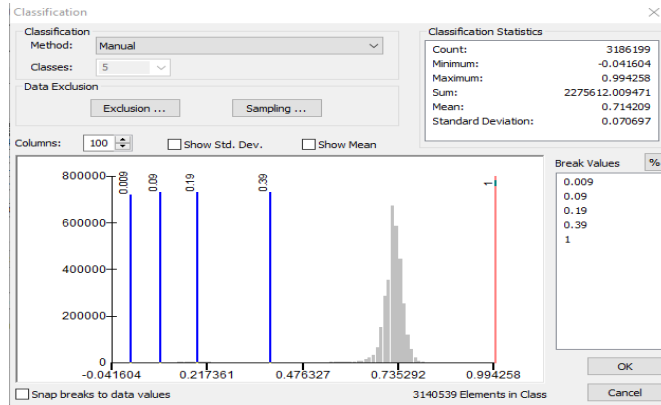 Classification
Classification
Method: Manual
Classes: 5
Data Exclusion
Exclusion ... Sampling ...
Classification Statistics
Count: 3186199
Minimum: -0.041604
Maximum: 0.994258
Sum: 2275612.009471
Mean: 0.714209
Standard Deviation: 0.070697
Columns: 100 Show Std. Dev. Show Mean
Break Values %
0.009
0.09
0.19
0.39
1
800000
600000
400000
200000
0
0.009 0.09 0.19 0.39 1
-0.041604 0.217361 0.476327 0.735292 0.994258
Snap breaks to data values
3140539 Elements in Class
OK
Cancel